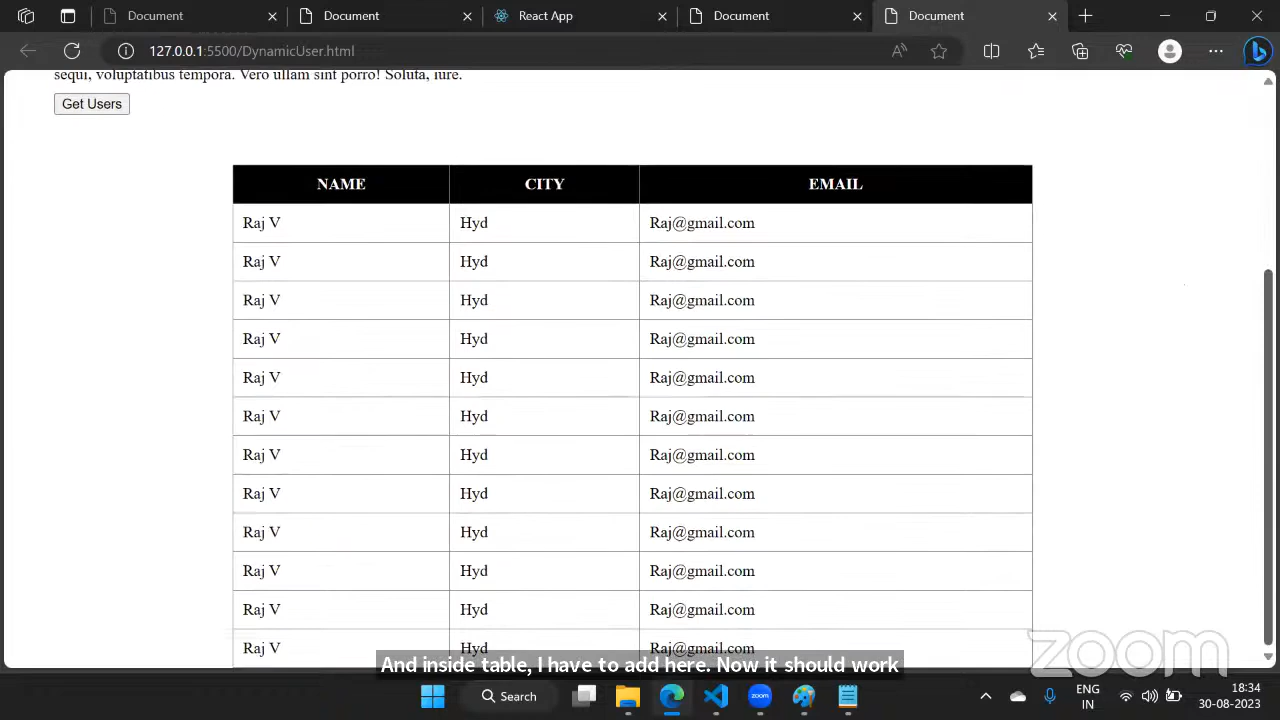 Document Document React App Document Document
127.0.0.1:5500/DynamicUser.html
sequi, voluptatibus tempora. Vero ullam sint porro! Soluta, iure.
Get Users
NAME CITY EMAIL
Raj V Hyd Raj@gmail.com
Raj V Hyd Raj@gmail.com
Raj V Hyd Raj@gmail.com
Raj V Hyd Raj@gmail.com
Raj V Hyd Raj@gmail.com
Raj V Hyd Raj@gmail.com
Raj V Hyd Raj@gmail.com
Raj V Hyd Raj@gmail.com
Raj V Hyd Raj@gmail.com
Raj V Hyd Raj@gmail.com
Raj V Hyd Raj@gmail.com
Raj V Hyd Raj@gmail.com
And inside table, I have to add here. Now it should work
zoom
Search
zoom
ENG
IN
18:34
30-08-2023